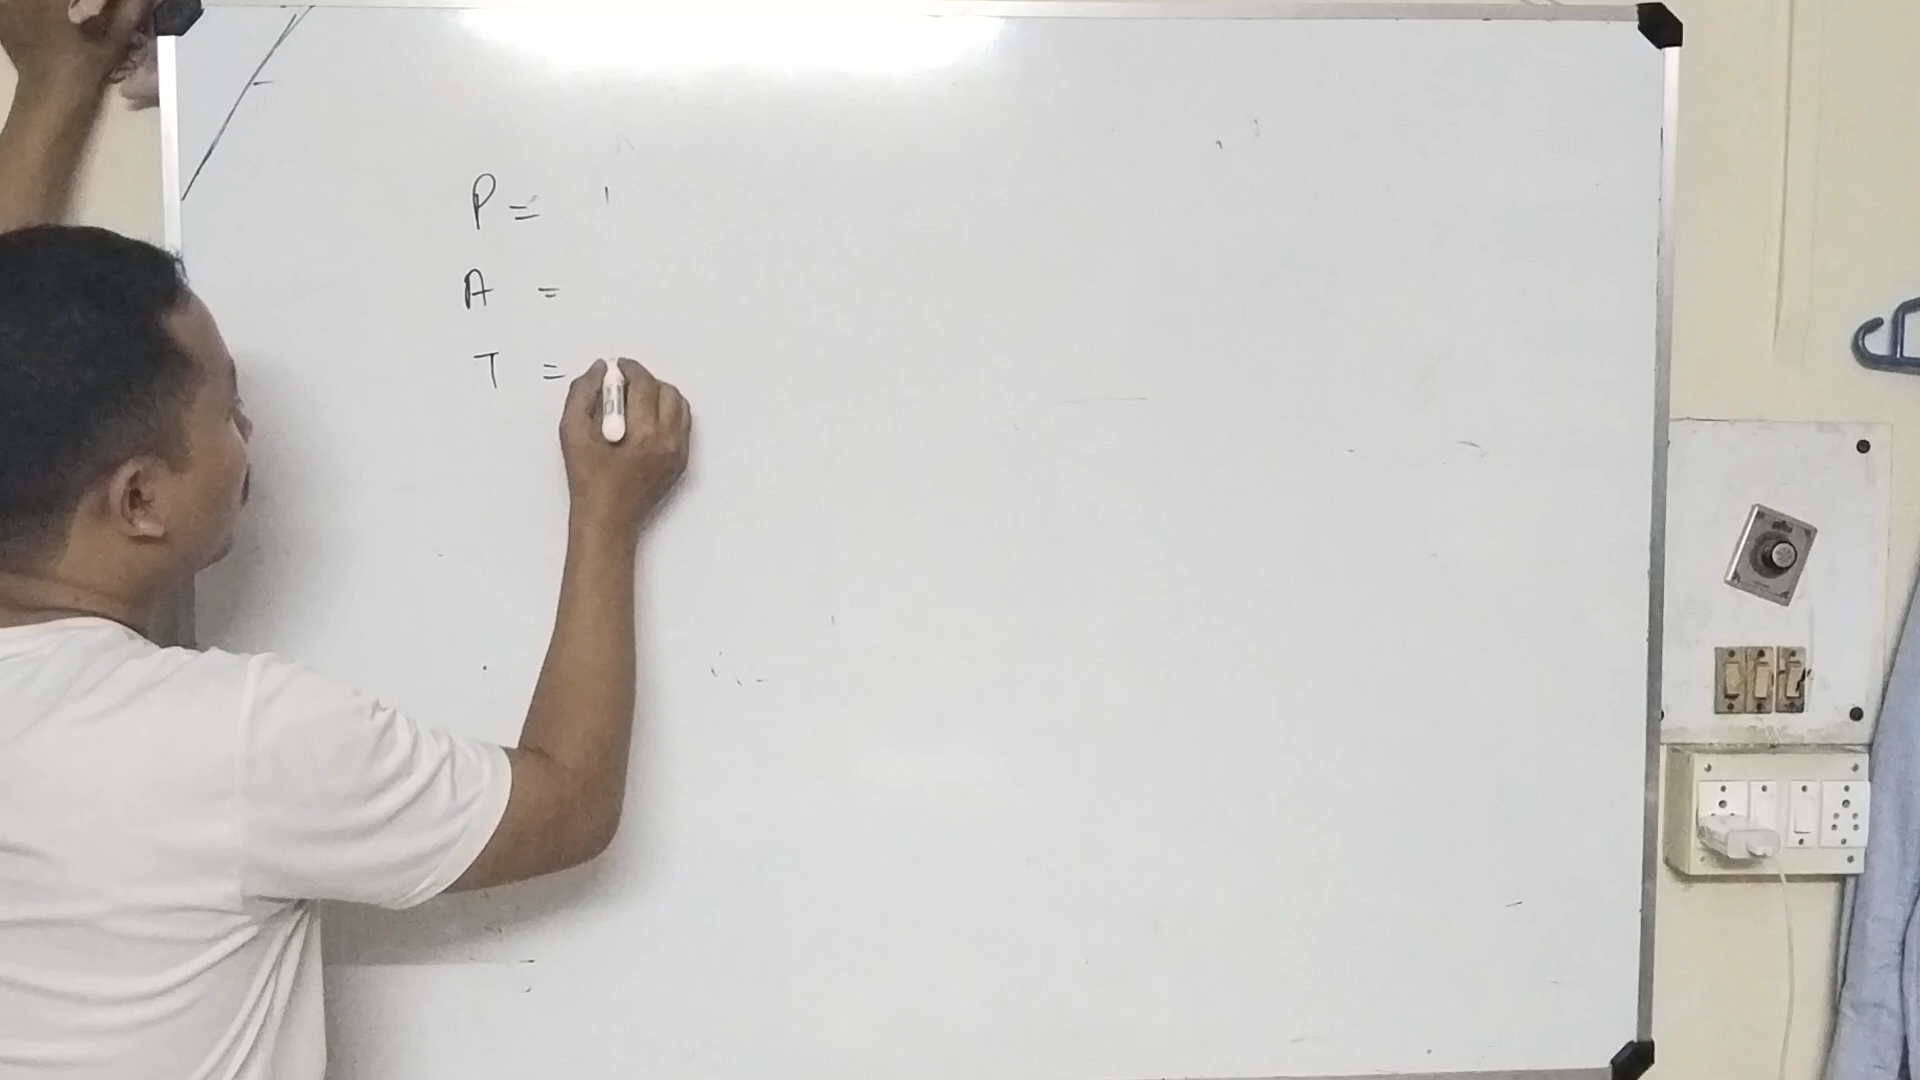 P =
A =
T =